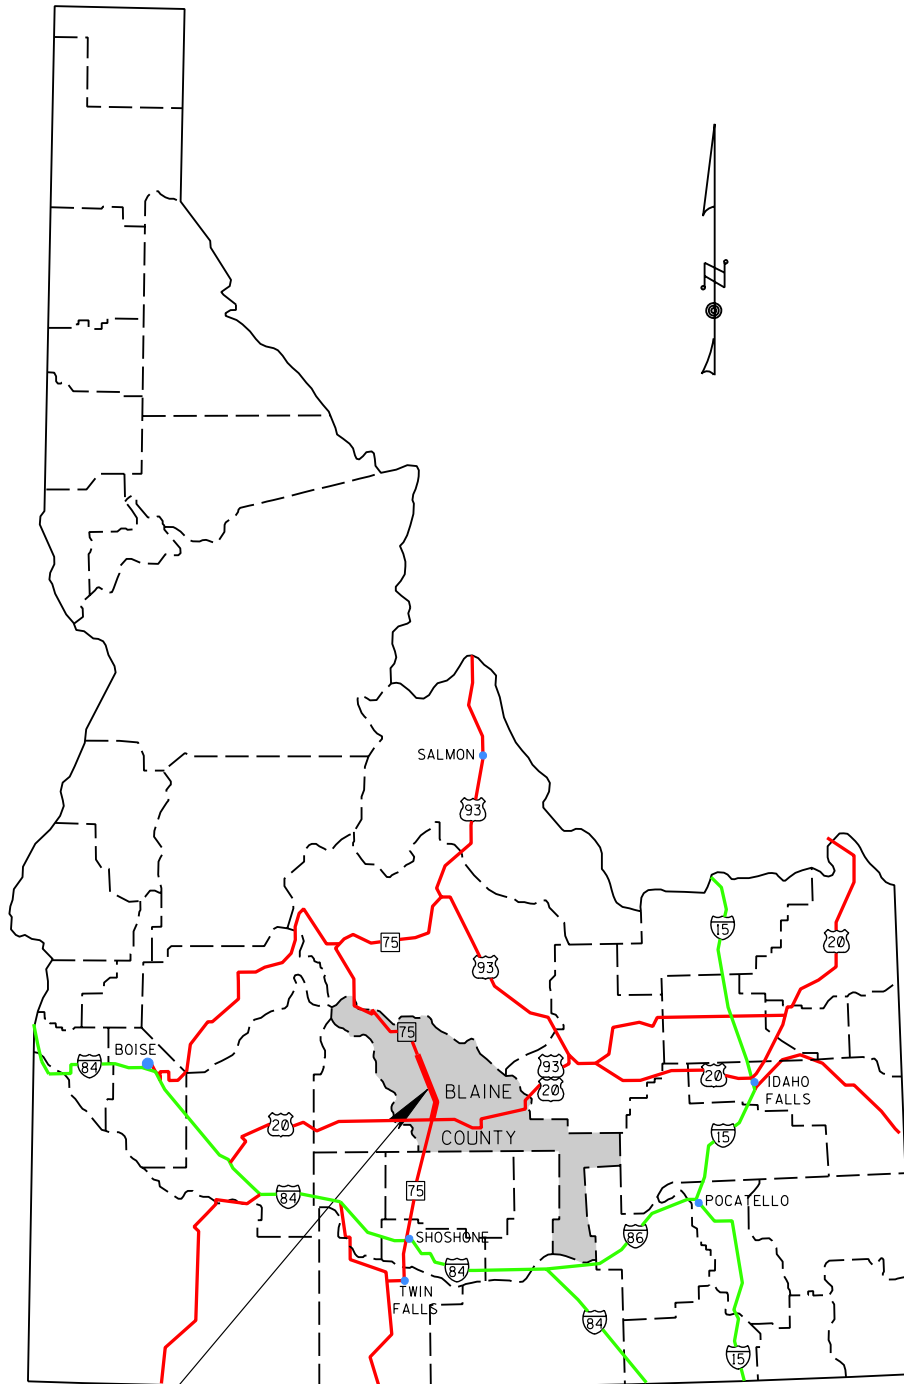 N
SALMON
93
75
15
20
93
75
BOISE
84
93
20
20
IDAHO
FALLS
BLAINE
COUNTY
20
15
75
84
POCATELLO
SHOSHONE
86
84
TWIN
FALLS
84
15